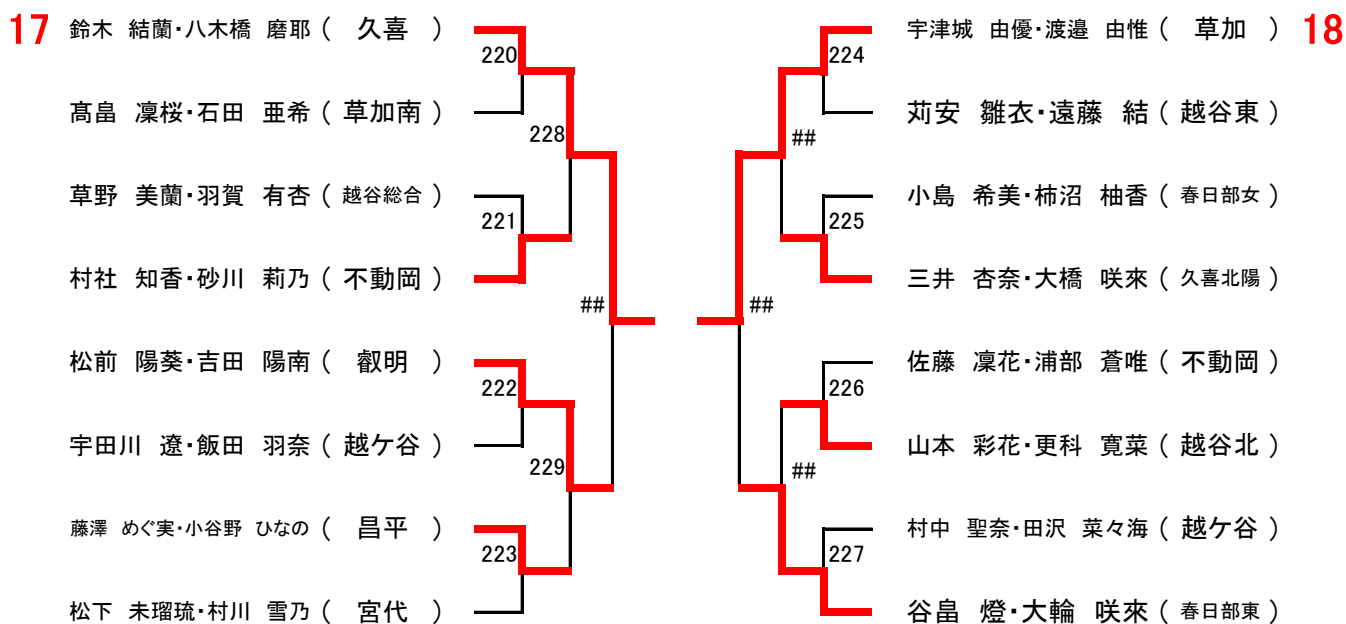 17 鈴木 結蘭・八木橋 磨耶 ( 久喜 )
220
髙畠 凜桜・石田 亜希 ( 草加南 )
228
草野 美蘭・羽賀 有杏 ( 越谷総合 )
221
村社 知香・砂川 莉乃 ( 不動岡 )
##
松前 陽葵・吉田 陽南 ( 叡明 )
222
宇田川 遼・飯田 羽奈 ( 越ケ谷 )
229
藤澤 めぐ実・小谷野 ひなの ( 昌平 )
223
松下 未瑠琉・村川 雪乃 ( 宮代 )
宇津城 由優・渡邉 由惟 ( 草加 ) 18
224
苅安 雛衣・遠藤 結 ( 越谷東 )
##
小島 希美・柿沼 柚香 ( 春日部女 )
225
三井 杏奈・大橋 咲來 ( 久喜北陽 )
##
佐藤 凜花・浦部 蒼唯 ( 不動岡 )
226
山本 彩花・更科 寛菜 ( 越谷北 )
##
村中 聖奈・田沢 菜々海 ( 越ケ谷 )
227
谷畠 燈・大輪 咲來 ( 春日部東 )